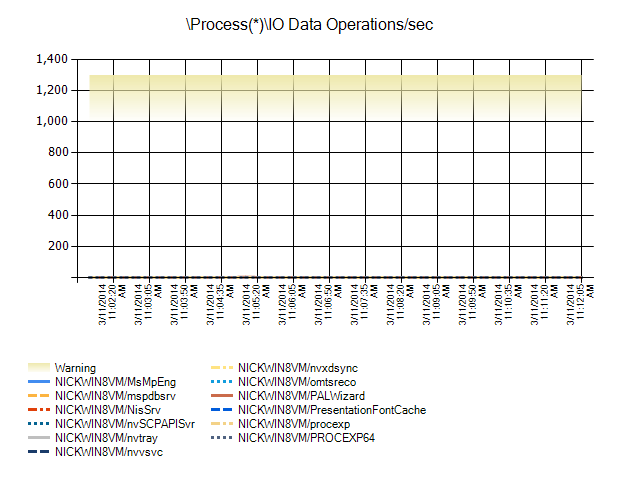 \Process(*)\IO Data Operations/sec
1,400
1,200
1,000
800
600
400
200
3/11/2014 11:02:20 AM
3/11/2014 11:03:05 AM
3/11/2014 11:03:50 AM
3/11/2014 11:04:35 AM
3/11/2014 11:05:20 AM
3/11/2014 11:06:05 AM
3/11/2014 11:06:50 AM
3/11/2014 11:07:35 AM
3/11/2014 11:08:20 AM
3/11/2014 11:09:05 AM
3/11/2014 11:09:50 AM
3/11/2014 11:10:35 AM
3/11/2014 11:11:20 AM
3/11/2014 11:12:05 AM
Warning
NICKWIN8VM/MsMpEng
NICKWIN8VM/mspdbsrv
NICKWIN8VM/NisSrv
NICKWIN8VM/nvSCPAPISvr
NICKWIN8VM/nvtray
NICKWIN8VM/nvvsvc
NICKWIN8VM/nvxdsync
NICKWIN8VM/omtsreco
NICKWIN8VM/PALWizard
NICKWIN8VM/PresentationFontCache
NICKWIN8VM/procexp
NICKWIN8VM/PROCEXP64